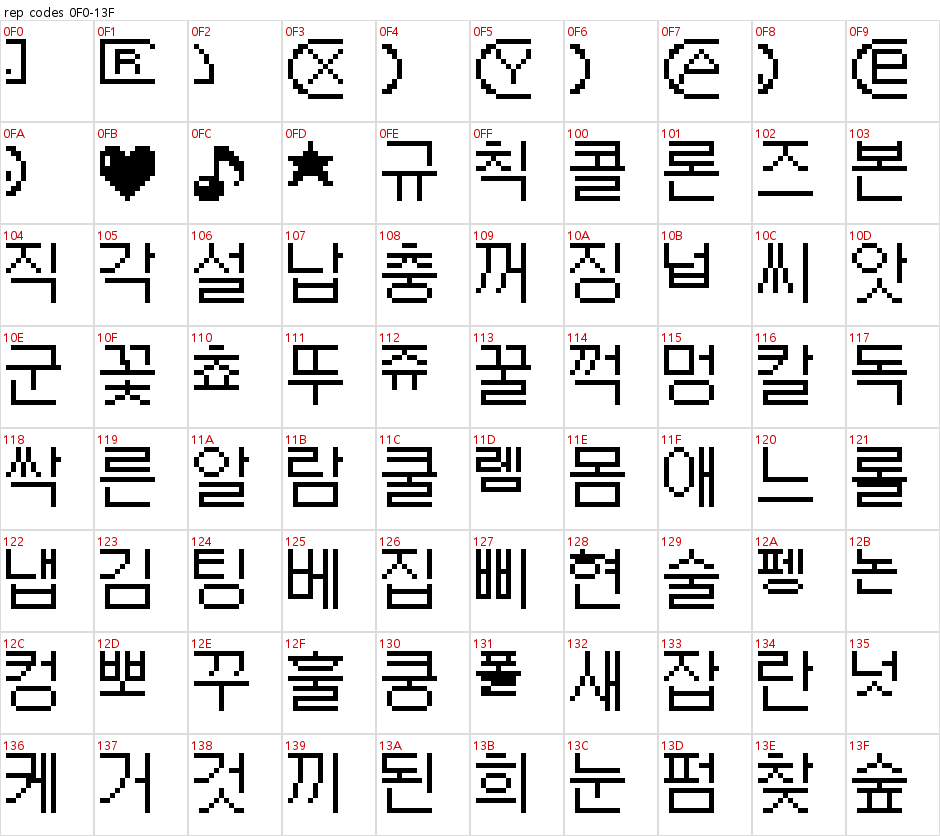 rep codes 0F0-13F
0F0 0F1 0F2 0F3 0F4 0F5 0F6 0F7 0F8 0F9
R X Y A B
0FA 0FB 0FC 0FD 0FE 0FF 100 101 102 103
♥ ♪ ★ 규 칙 콜 론 즈 본
104 105 106 107 108 109 10A 10B 10C 10D
직 각 설 납 충 꺼 짐 넙 씨 앗
10E 10F 110 111 112 113 114 115 116 117
군 꽃 쵸 뚜 쥬 꿀 꺽 멍 칼 독
118 119 11A 11B 11C 11D 11E 11F 120 121
싹 른 알 람 쿨 렘 몸 애 느 롤
122 123 124 125 126 127 128 129 12A 12B
냅 김 팅 베 집 삐 현 술 펭 논
12C 12D 12E 12F 130 131 132 133 134 135
컹 뽀 꾸 훌 쿵 새 잡 란 넛
136 137 138 139 13A 13B 13C 13D 13E 13F
케 거 것 끼 된 희 눈 펌 찾 숲